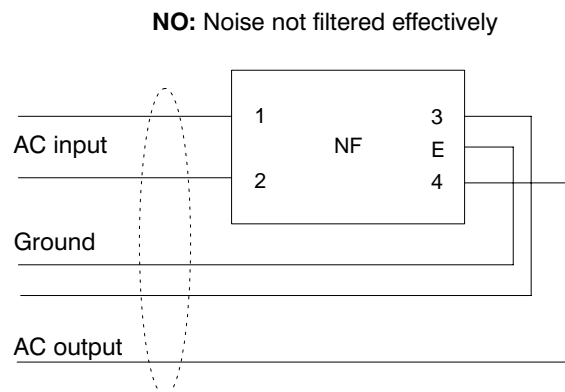 NO: Noise not filtered effectively
1
3
AC input
NF
E
2
4
Ground
AC output